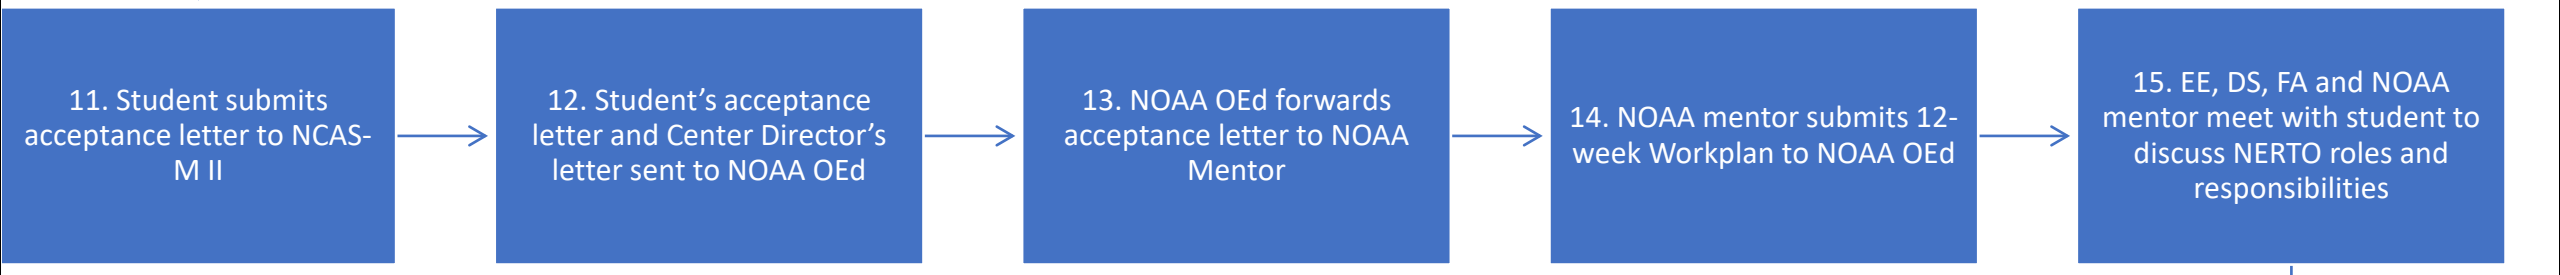 11. Student submits
acceptance letter to NCAS-
M II
12. Student’s acceptance
letter and Center Director’s
letter sent to NOAA OEd
13. NOAA OEd forwards
acceptance letter to NOAA
Mentor
14. NOAA mentor submits 12-
week Workplan to NOAA OEd
15. EE, DS, FA and NOAA
mentor meet with student to
discuss NERTO roles and
responsibilities